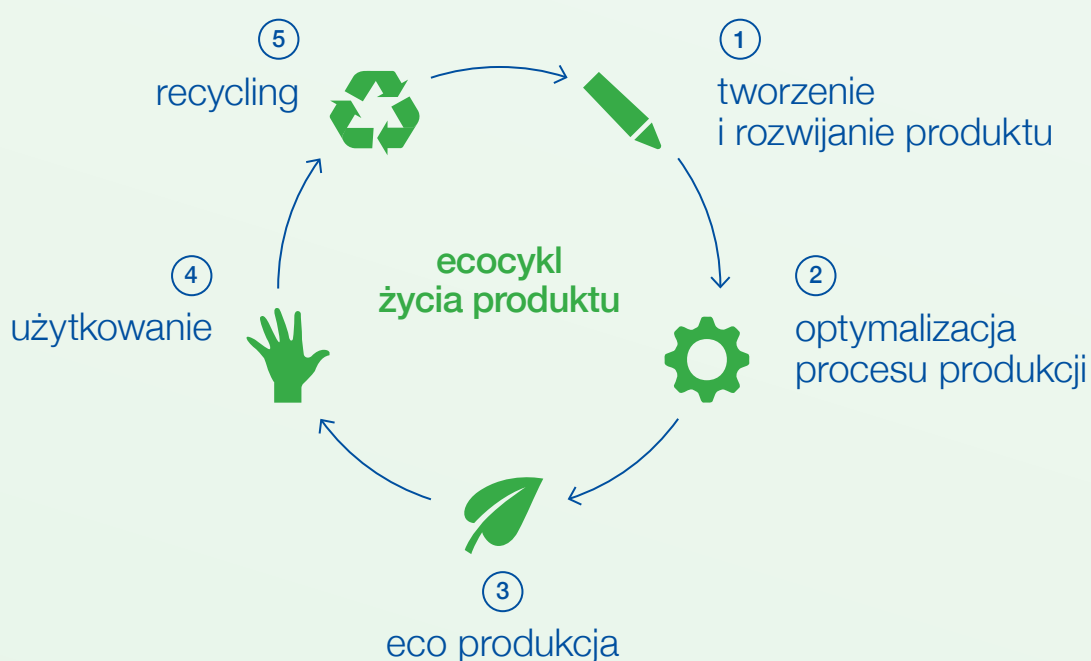 1
tworzenie
i rozwijanie produktu
2
optymalizacja
procesu produkcji
3
eco produkcja
4
użytkowanie
5
recycling
ecocykl
życia produktu